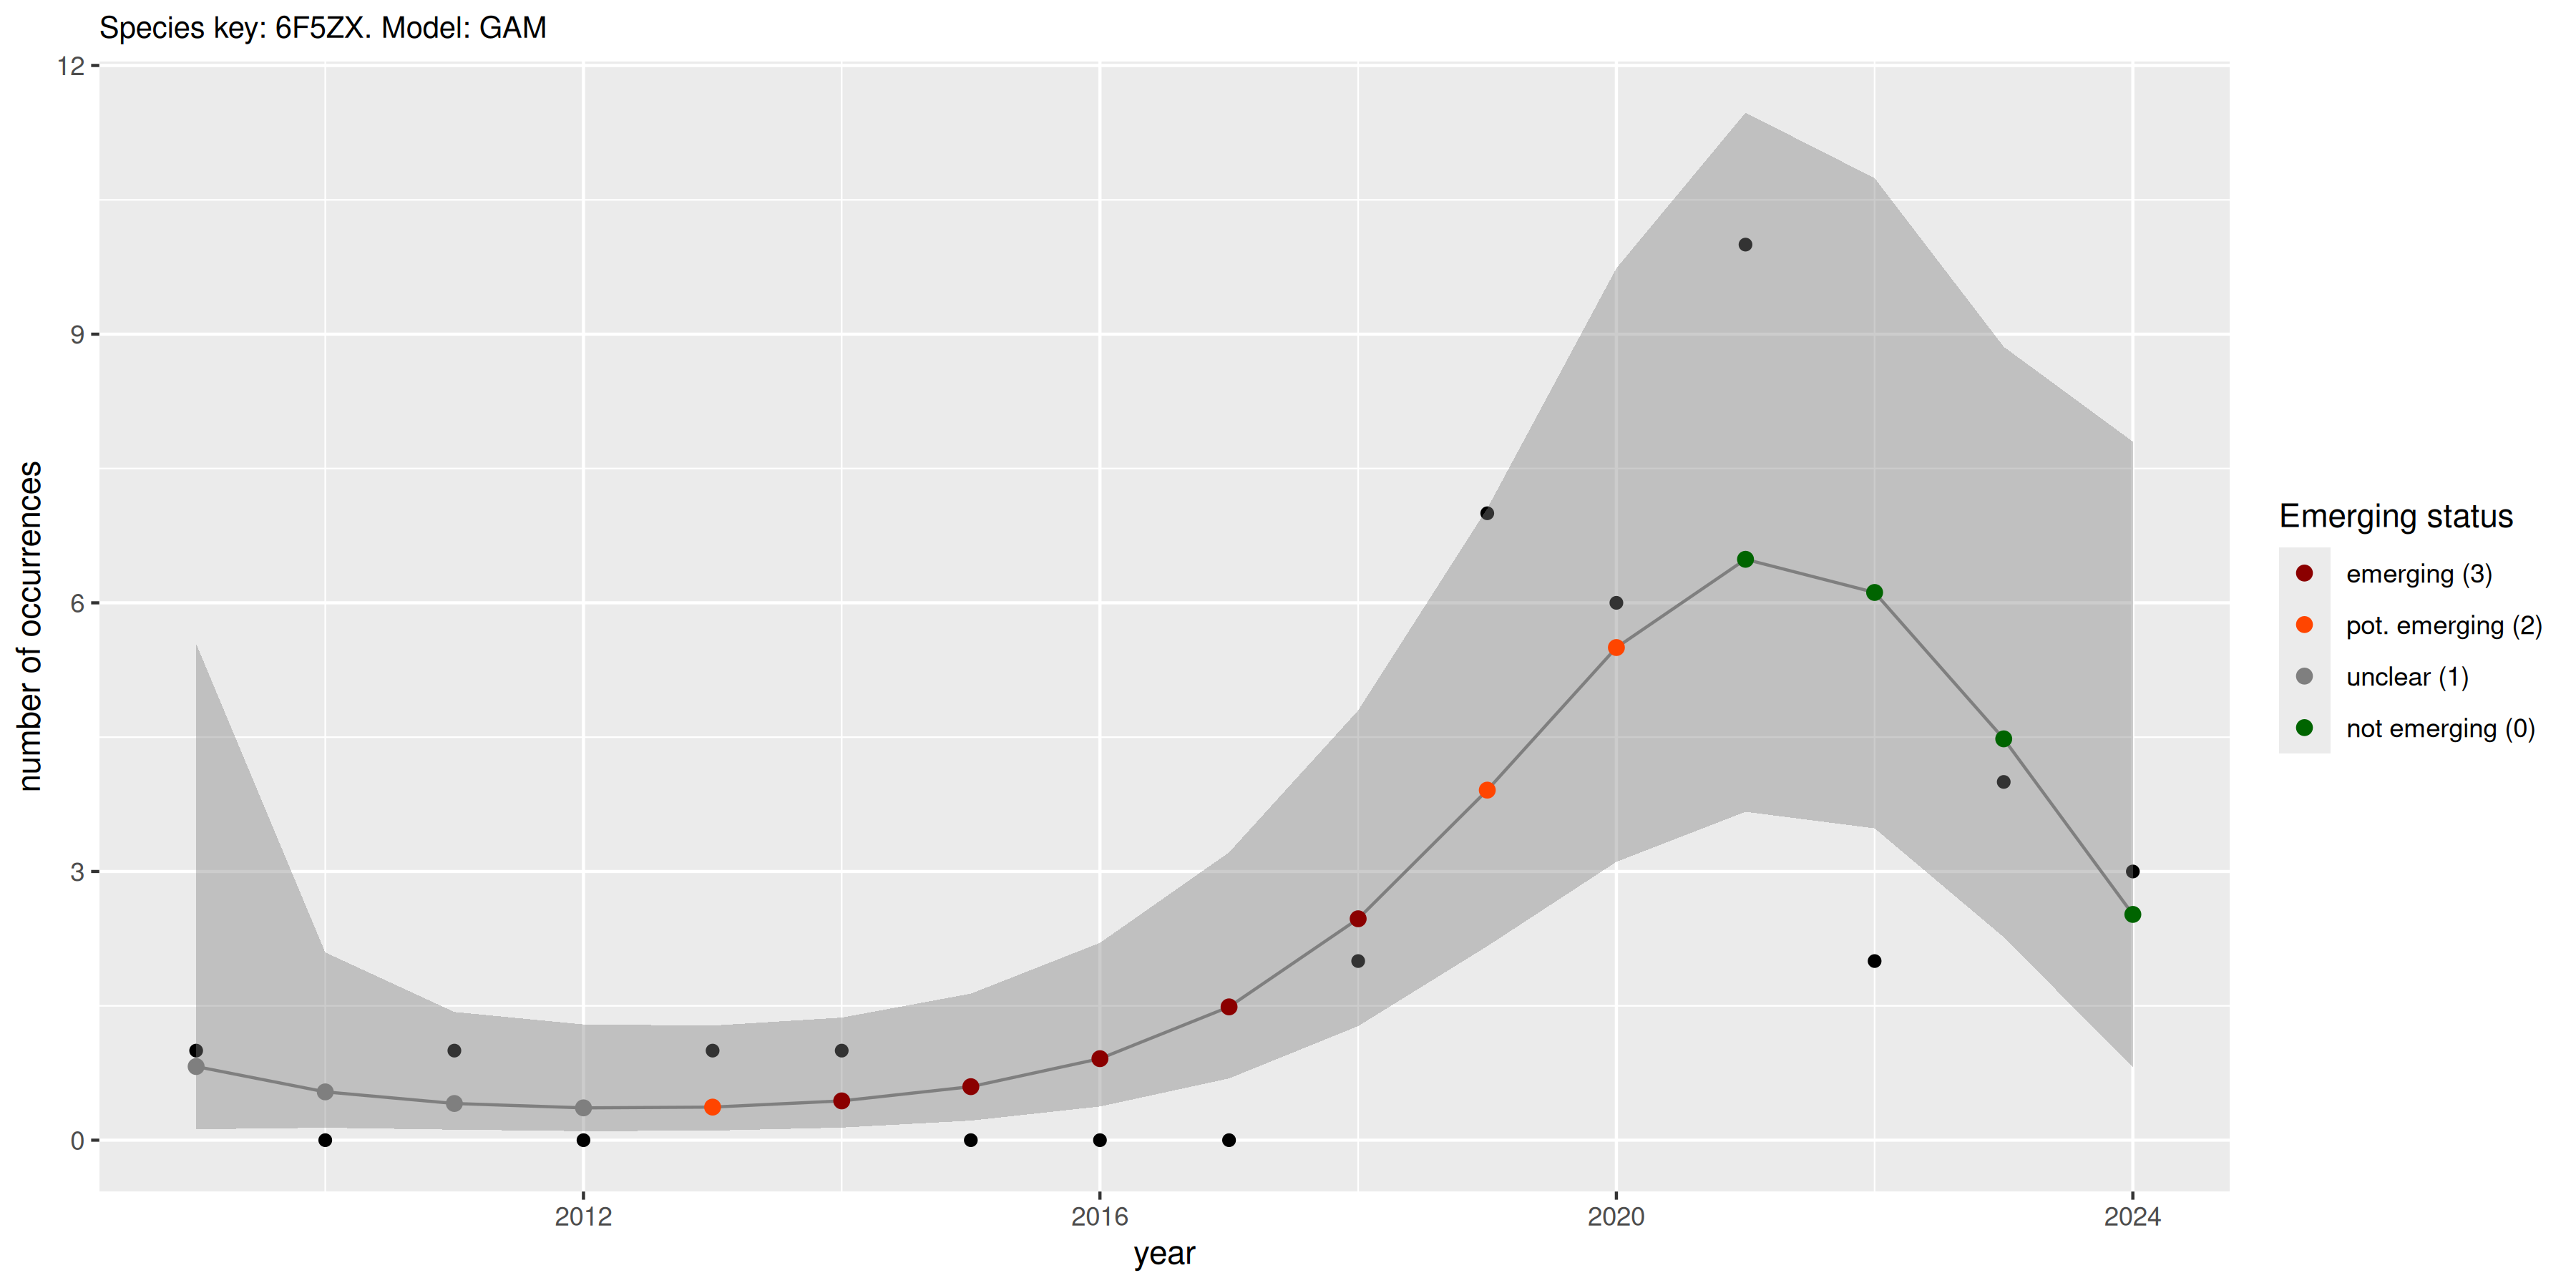 Species key: 6F5ZX. Model: GAM
12
9
6
3
0
number of occurrences
2012
2016
2020
2024
year
Emerging status
emerging (3)
pot. emerging (2)
unclear (1)
not emerging (0)